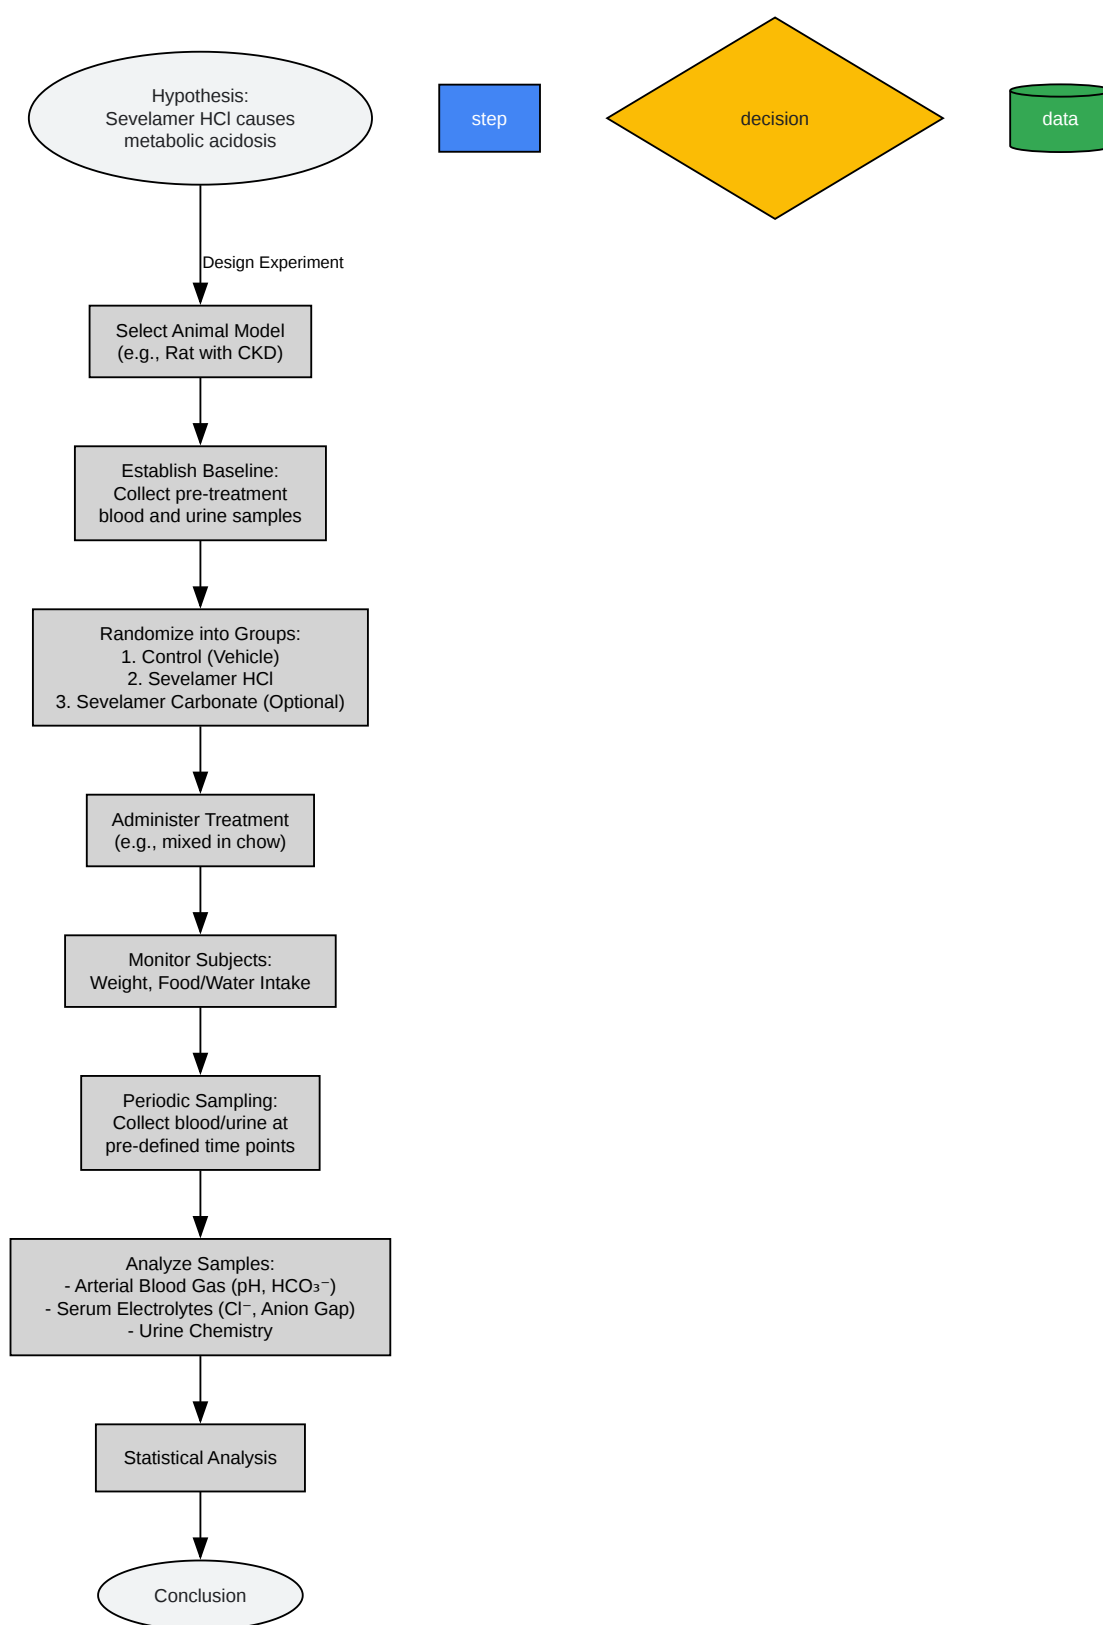 Hypothesis:
Sevelamer HCl causes
metabolic acidosis
step
decision
data
Design Experiment
Select Animal Model
(e.g., Rat with CKD)
Establish Baseline:
Collect pre-treatment
blood and urine samples
Randomize into Groups:
1. Control (Vehicle)
2. Sevelamer HCl
3. Sevelamer Carbonate (Optional)
Administer Treatment
(e.g., mixed in chow)
Monitor Subjects:
Weight, Food/Water Intake
Periodic Sampling:
Collect blood/urine at
pre-defined time points
Analyze Samples:
- Arterial Blood Gas (pH, HCO₃⁻)
- Serum Electrolytes (Cl⁻, Anion Gap)
- Urine Chemistry
Statistical Analysis
Conclusion